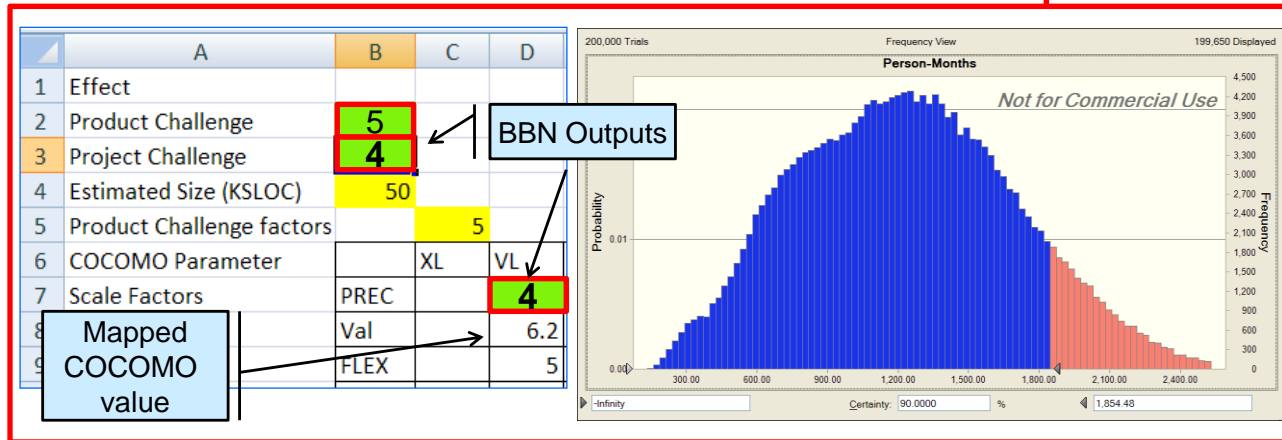 A B C D
1 Effect
2 Product Challenge 5
3 Project Challenge 4
4 Estimated Size (KSLOC) 50
5 Product Challenge factors 5
6 COCOMO Parameter XL VL
7 Scale Factors PREC 4
8 Val 6.2
9 FLEX 5
BBN Outputs
Mapped
COCOMO
value
200,000 Trials Frequency View 199,650 Displayed
Person-Months
Not for Commercial Use
Probability
0.01
0.00
Frequency
4,500
4,200
3,900
3,600
3,300
3,000
2,700
2,400
2,100
1,800
1,500
1,200
900
600
300
0
300.00 600.00 900.00 1,200.00 1,500.00 1,800.00 2,100.00 2,400.00
-Infinity Certainty: 90.0000 % 1,854.48